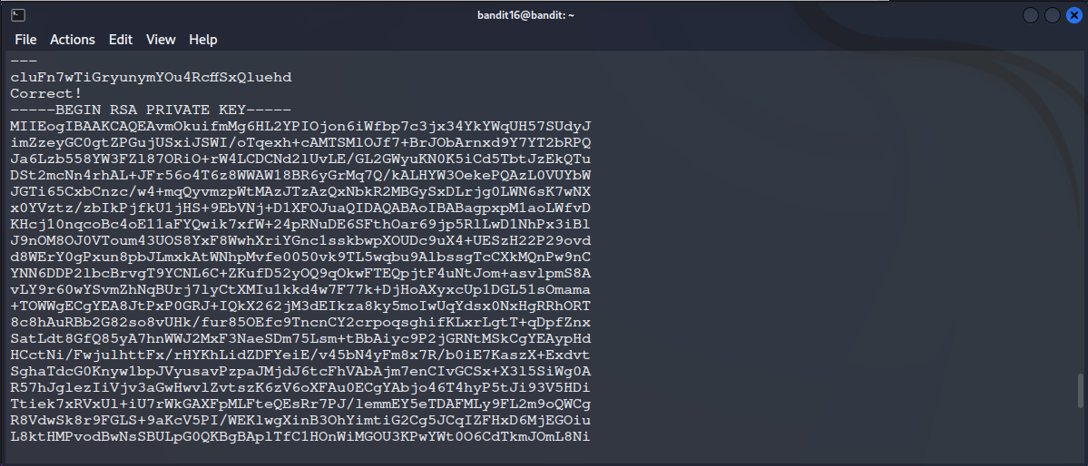 bandit16@bandit: ~
File Actions Edit View Help
---
cluFn7wTiGryunymYOu4RcffSxQluehd
Correct!
-----BEGIN RSA PRIVATE KEY-----
MIIEogIBAAKCAQEAvmOkuifmMg6HL2YPIOjon6iWfbp7c3jx34YkYWqUH57SUdyJ
imZzeyGC0gtZPGujUSxiJSWI/oTqexh+cAMTSMlOJf7+BrJObArnxd9Y7YT2bRPQ
Ja6Lzb558YW3FZl87ORiO+rW4LCDCNd2lUvLE/GL2GWyuKN0K5iCd5TbtJzEkQTu
DSt2mcNn4rhAL+JFr56o4T6z8WWAW18BR6yGrMq7Q/kALHYW3OekePQAzL0VUYbW
JGTi65CxbCnzc/w4+mqQyvmzpWtMAzJTzAzQxNbkR2MBGySxDLrjg0LWN6sK7wNX
x0YVztz/zbIkPjfkU1jHS+9EbVNj+D1XFOJuaQIDAQABAoIBABagpxpM1aoLWfvD
KHcj10nqcoBc4oE11aFYQwik7xfW+24pRNuDE6SFthOar69jp5RlLwD1NhPx3iBl
J9nOM8OJ0VToum43UOS8YxF8WwhXriYGnc1sskbwpXOUDc9uX4+UESzH22P29ovd
d8WErY0gPxun8pbJLmxkAtWNhpMvfe0050vk9TL5wqbu9AlbssgTcCXkMQnPw9nC
YNN6DDP2lbcBrvgT9YCNL6C+ZKufD52yOQ9qOkwFTEQpjtF4uNtJom+asvlpmS8A
vLY9r60wYSvmZhNqBUrj7lyCtXMIu1kkd4w7F77k+DjHoAXyxcUp1DGL51sOmama
+TOWWgECgYEA8JtPxP0GRJ+IQkX262jM3dEIkza8ky5moIwUqYdsx0NxHgRRhORT
8c8hAuRBb2G82so8vUHk/fur85OEfc9TncnCY2crpoqsghifKLxrLgtT+qDpfZnx
SatLdt8GfQ85yA7hnWWJ2MxF3NaeSDm75Lsm+tBbAiyc9P2jGRNtMSkCgYEAypHd
HCctNi/FwjulhttFx/rHYKhLidZDFYeiE/v45bN4yFm8x7R/b0iE7KaszX+Exdvt
SghaTdcG0Knyw1bpJVyusavPzpaJMjdJ6tcFhVAbAjm7enCIvGCSx+X3l5SiWg0A
R57hJglezIiVjv3aGwHwvlZvtszK6zV6oXFAu0ECgYAbjo46T4hyP5tJi93V5HDi
Ttiek7xRVxUl+iU7rWkGAXFpMLFteQEsRr7PJ/lemmEY5eTDAFMLy9FL2m9oQWCg
R8VdwSk8r9FGLS+9aKcV5PI/WEKlwgXinB3OhYimtiG2Cg5JCqIZFHxD6MjEGOiu
L8ktHMPvodBwNsSBULpG0QKBgBAplTfC1HOnWiMGOU3KPwYWt0O6CdTkmJOmL8Ni